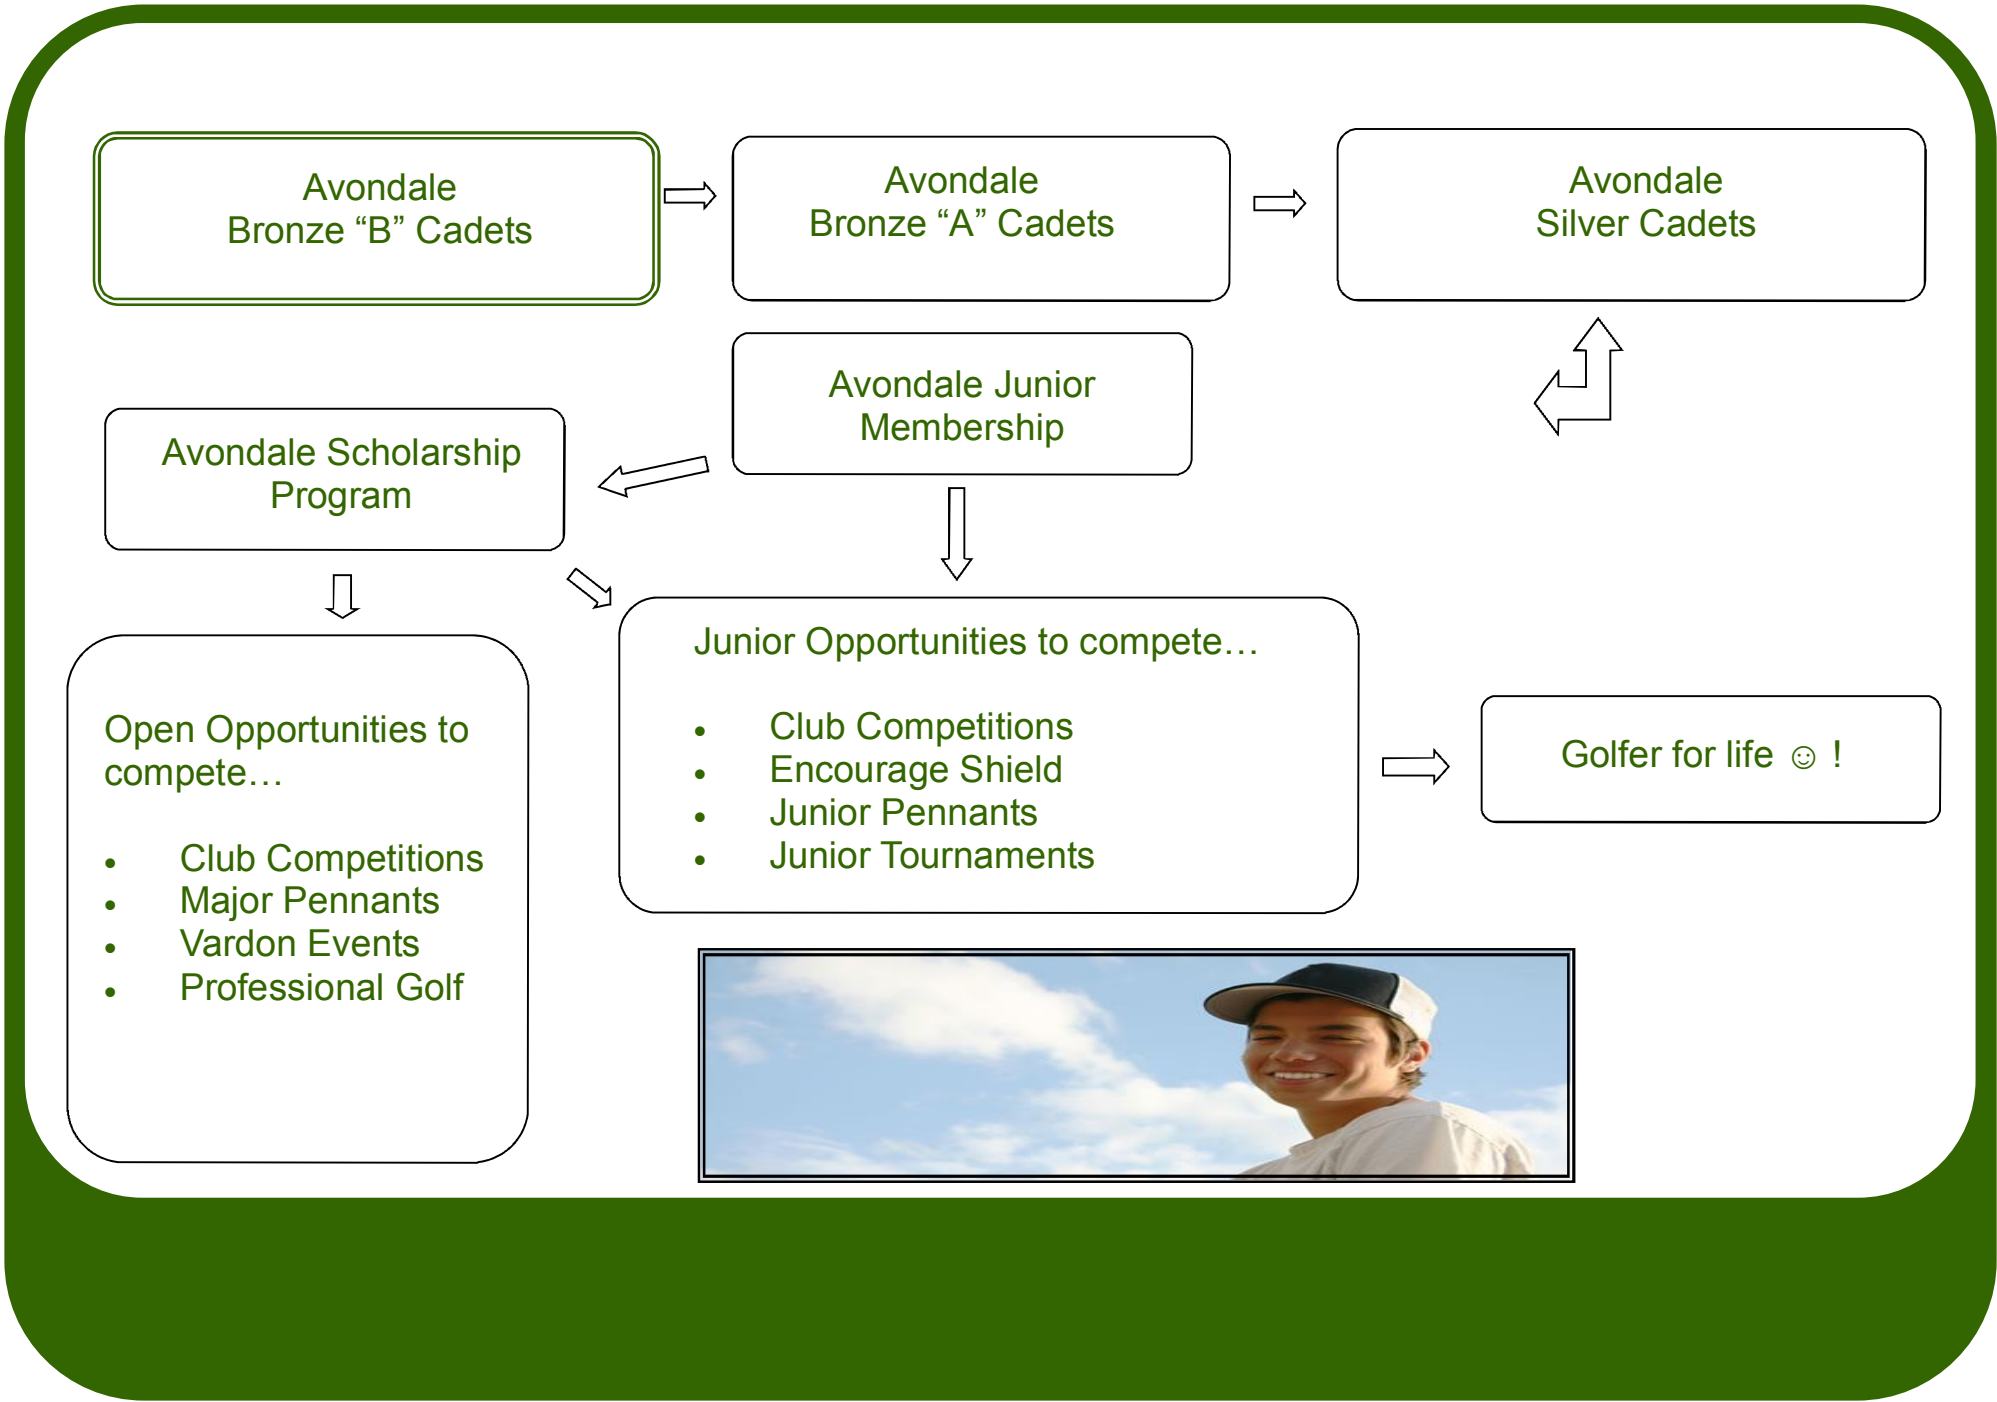 Avondale
Bronze “B” Cadets
Avondale
Bronze “A” Cadets
Avondale
Silver Cadets
Avondale Junior
Membership
Avondale Scholarship
Program
Open Opportunities to
compete…
• Club Competitions
• Major Pennants
• Vardon Events
• Professional Golf
Junior Opportunities to compete…
• Club Competitions
• Encourage Shield
• Junior Pennants
• Junior Tournaments
Golfer for life ☺ !